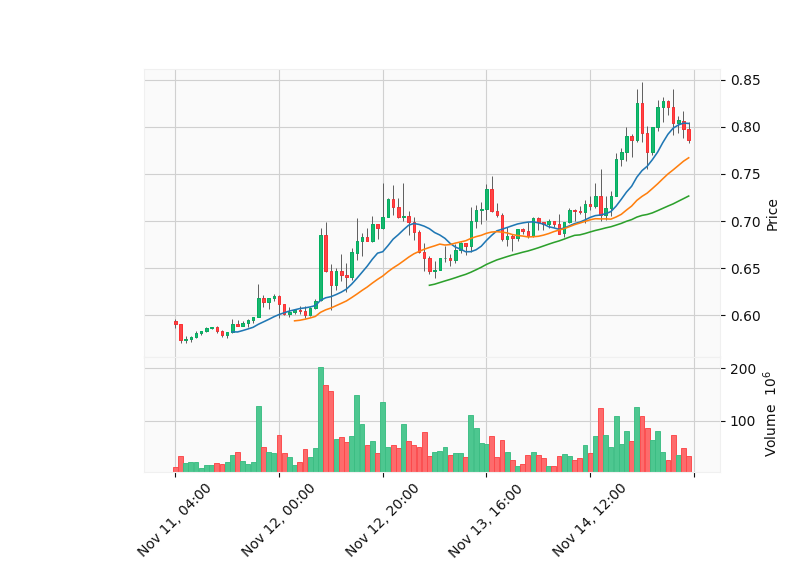 0.85
0.80
0.75
0.70
0.65
0.60
Price
200
100
Volume 10^6
Nov 11, 04:00
Nov 12, 00:00
Nov 12, 20:00
Nov 13, 16:00
Nov 14, 12:00